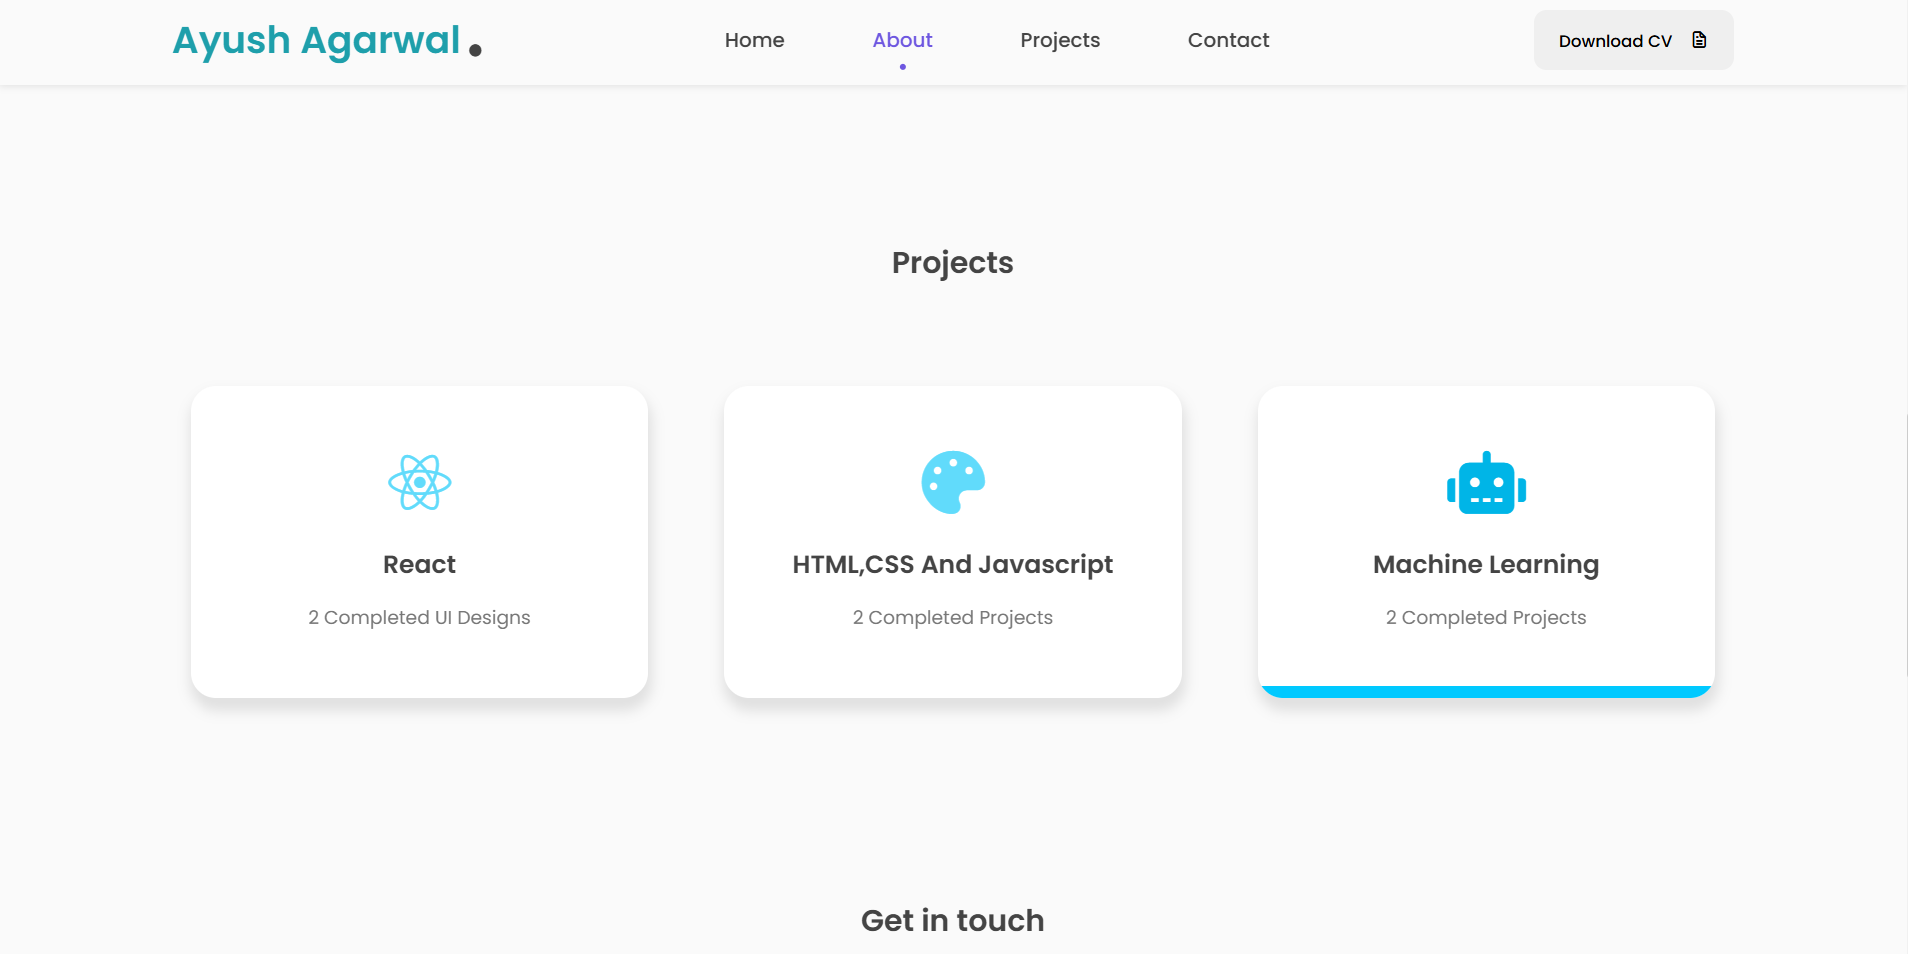 Ayush Agarwal.
Home
About
Projects
Contact
Download CV
Projects
React
2 Completed UI Designs
HTML,CSS And Javascript
2 Completed Projects
Machine Learning
2 Completed Projects
Get in touch